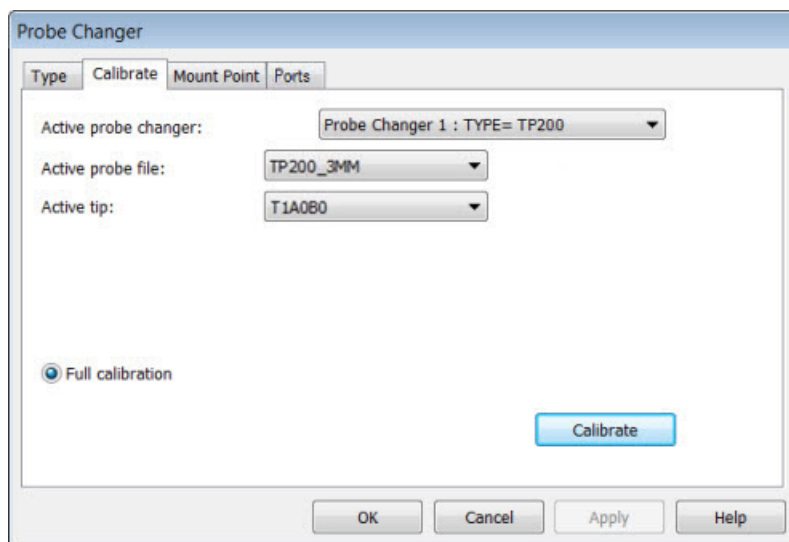 Probe Changer
Type Calibrate Mount Point Ports
Active probe changer: Probe Changer 1 : TYPE= TP200
Active probe file: TP200_3MM
Active tip: T1A0B0
Full calibration
Calibrate
OK Cancel Apply Help